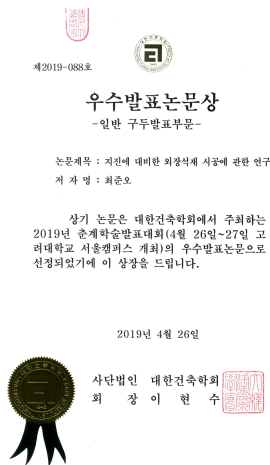 제2019-088호
우수발표논문상
-일반 구두발표부문-
논문제목 : 지진에 대비한 외장석재 시공에 관한 연구
저 자 명 : 최준오
상기 논문은 대한건축학회에서 주최하는
2019년 춘계학술발표대회(4월 26일~27일 고
려대학교 서울캠퍼스 개최)의 우수발표논문으로
선정되었기에 이 상장을 드립니다.
2019년 4월 26일
사단법인 대한건축학회
회 장 이 현 수